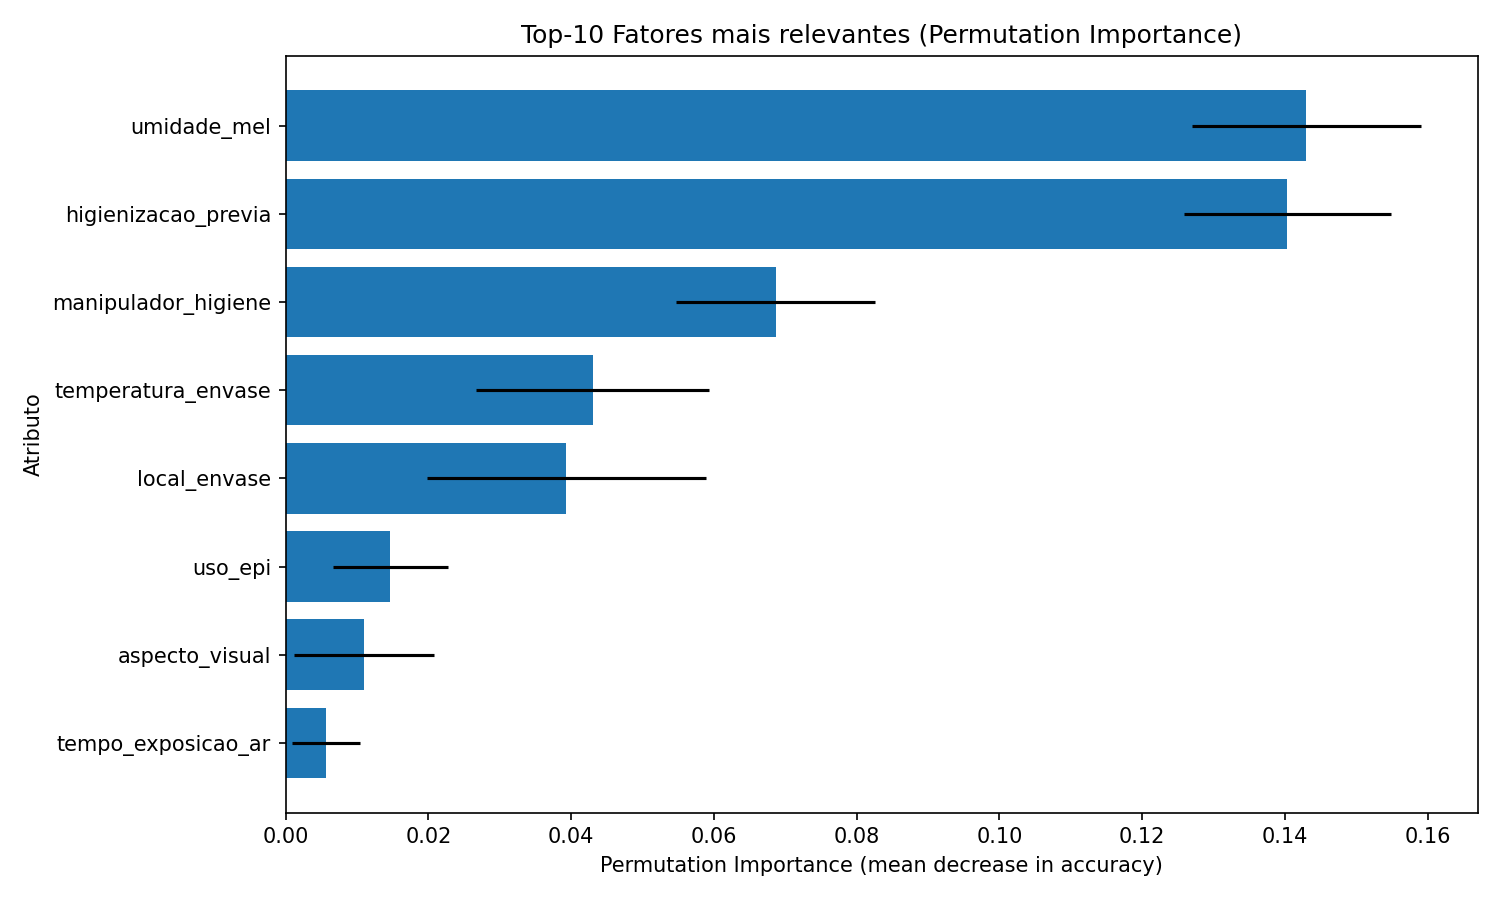 Top-10 Fatores mais relevantes (Permutation Importance)
Atributo
umidade_mel
higienizacao_previa
manipulador_higiene
temperatura_envase
local_envase
uso_epi
aspecto_visual
tempo_exposicao_ar
0.00 0.02 0.04 0.06 0.08 0.10 0.12 0.14 0.16
Permutation Importance (mean decrease in accuracy)